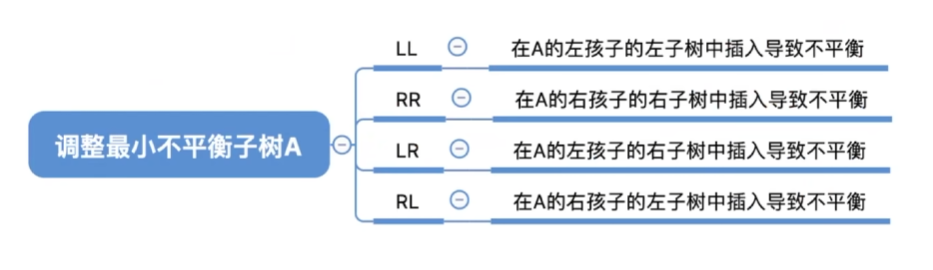 调整最小不平衡子树A
LL
在A的左孩子的左子树中插入导致不平衡
RR
在A的右孩子的右子树中插入导致不平衡
LR
在A的左孩子的右子树中插入导致不平衡
RL
在A的右孩子的左子树中插入导致不平衡